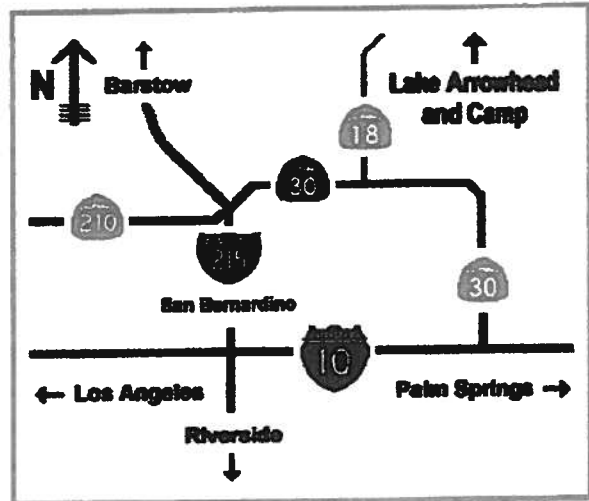 N
Barstow
Lake Arrowhead
and Camp
18
30
210
215
30
San Bernardino
10
Los Angeles
Palm Springs
Riverside